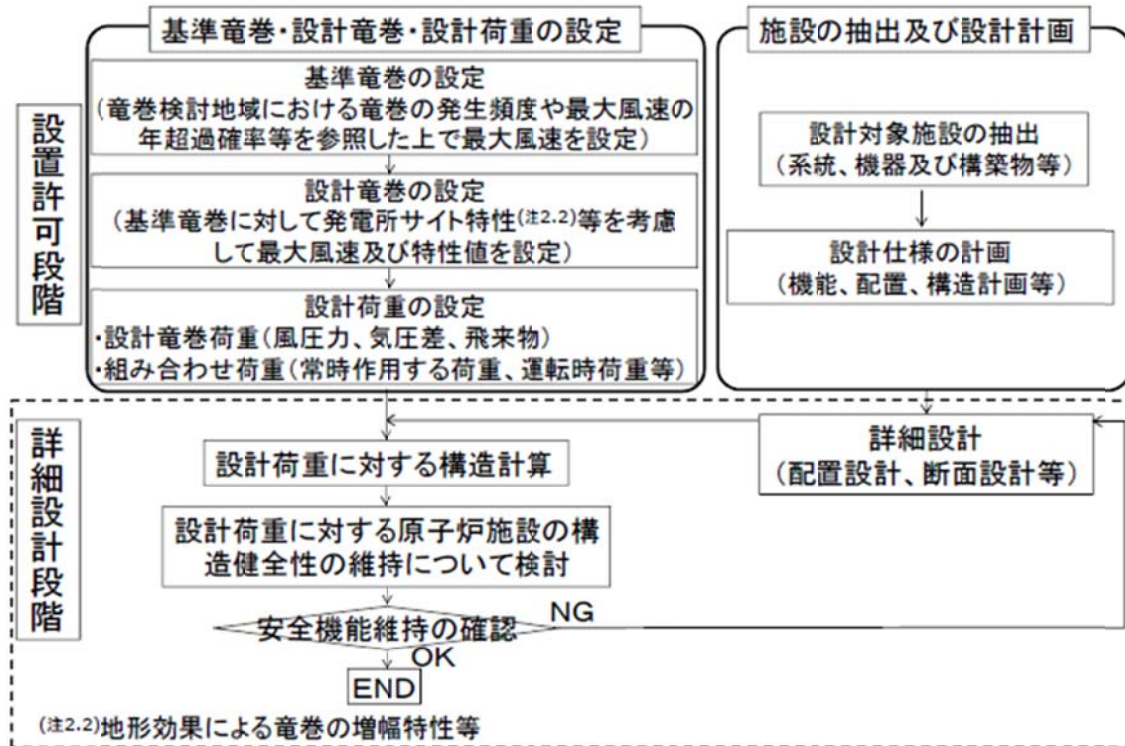 基準竜巻・設計竜巻・設計荷重の設定
基準竜巻の設定
(竜巻検討地域における竜巻の発生頻度や最大風速の
年超過確率等を参照した上で最大風速を設定)
設計竜巻の設定
(基準竜巻に対して発電所サイト特性(注2.2)等を考慮
して最大風速及び特性値を設定)
設計荷重の設定
・設計竜巻荷重(風圧力、気圧差、飛来物)
・組み合わせ荷重(常時作用する荷重、運転時荷重等)
施設の抽出及び設計計画
設計対象施設の抽出
(系統、機器及び構築物等)
設計仕様の計画
(機能、配置、構造計画等)
設置許可段階
詳細設計段階
設計荷重に対する構造計算
設計荷重に対する原子炉施設の構
造健全性の維持について検討
安全機能維持の確認
NG
OK
END
詳細設計
(配置設計、断面設計等)
(注2.2)地形効果による竜巻の増幅特性等